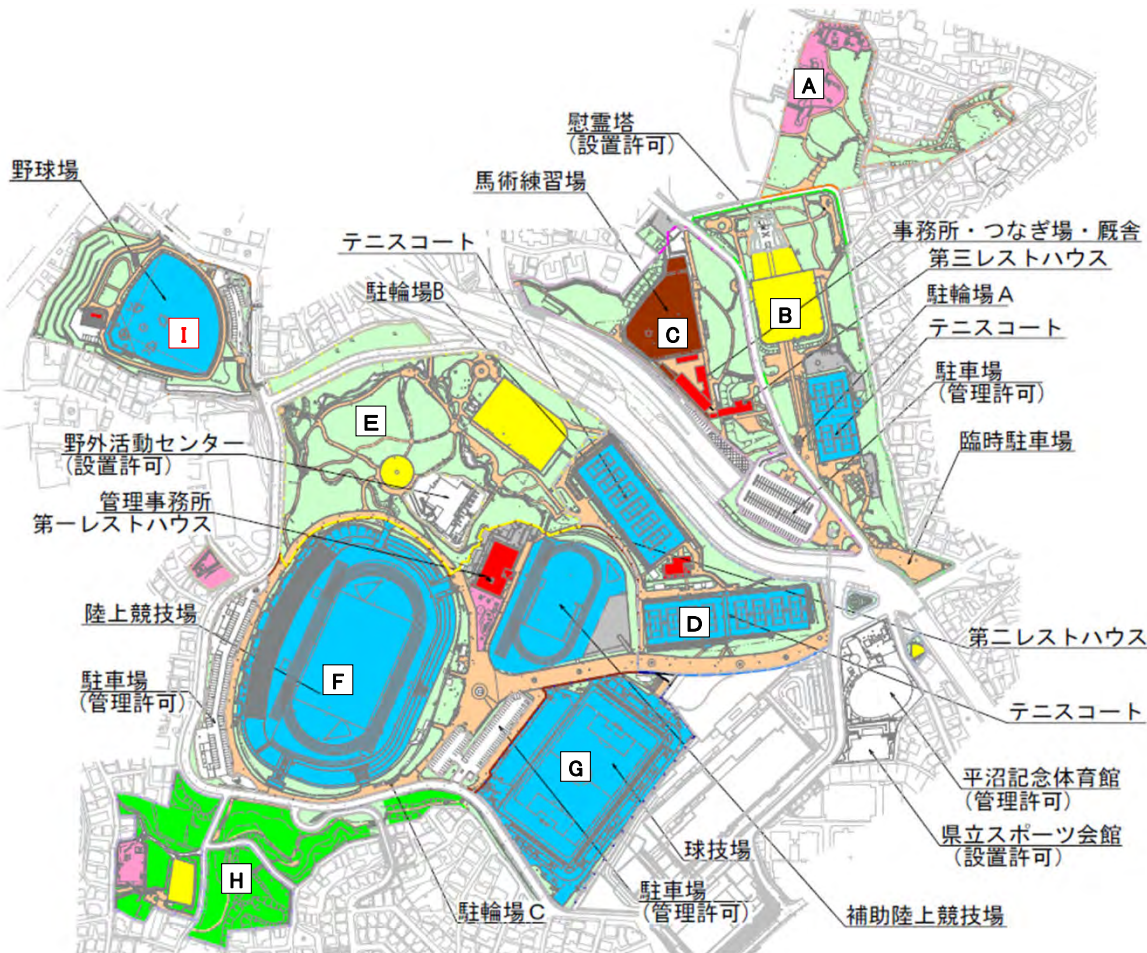 A
慰霊塔
(設置許可)
野球場
馬術練習場
事務所・つなぎ場・厩舎
テニスコート
第三レストハウス
駐輪場B
駐輪場A
テニスコート
I
C
B
駐車場
(管理許可)
E
臨時駐車場
野外活動センター
(設置許可)
管理事務所
第一レストハウス
陸上競技場
D
第二レストハウス
駐車場
(管理許可)
F
テニスコート
G
平沼記念体育館
(管理許可)
県立スポーツ会館
(設置許可)
球技場
H
駐車場
(管理許可)
駐輪場C
補助陸上競技場